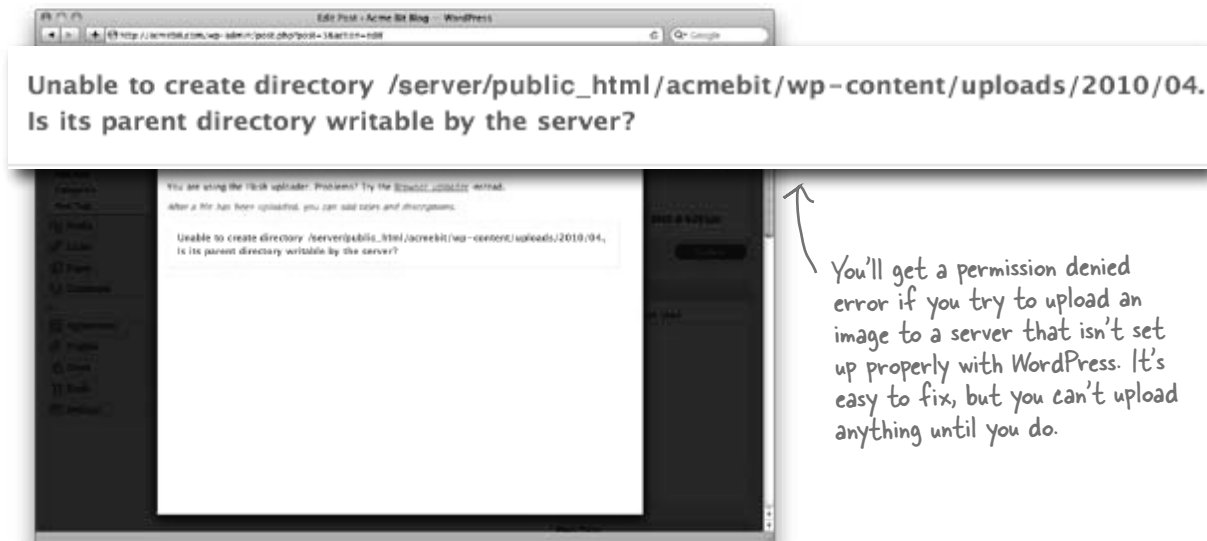 Edit Post ‹ Acme Bit Blog — WordPress
Google
Unable to create directory /server/public_html/acmebit/wp-content/uploads/2010/04.
Is its parent directory writable by the server?
You are using the Flash uploader. Problems? Try the Browser uploader instead.
After a file has been uploaded, you can add titles and descriptions.
Unable to create directory /server/public_html/acmebit/wp-content/uploads/2010/04.
Is its parent directory writable by the server?
You'll get a permission denied
error if you try to upload an
image to a server that isn't set
up properly with WordPress. It's
easy to fix, but you can't upload
anything until you do.